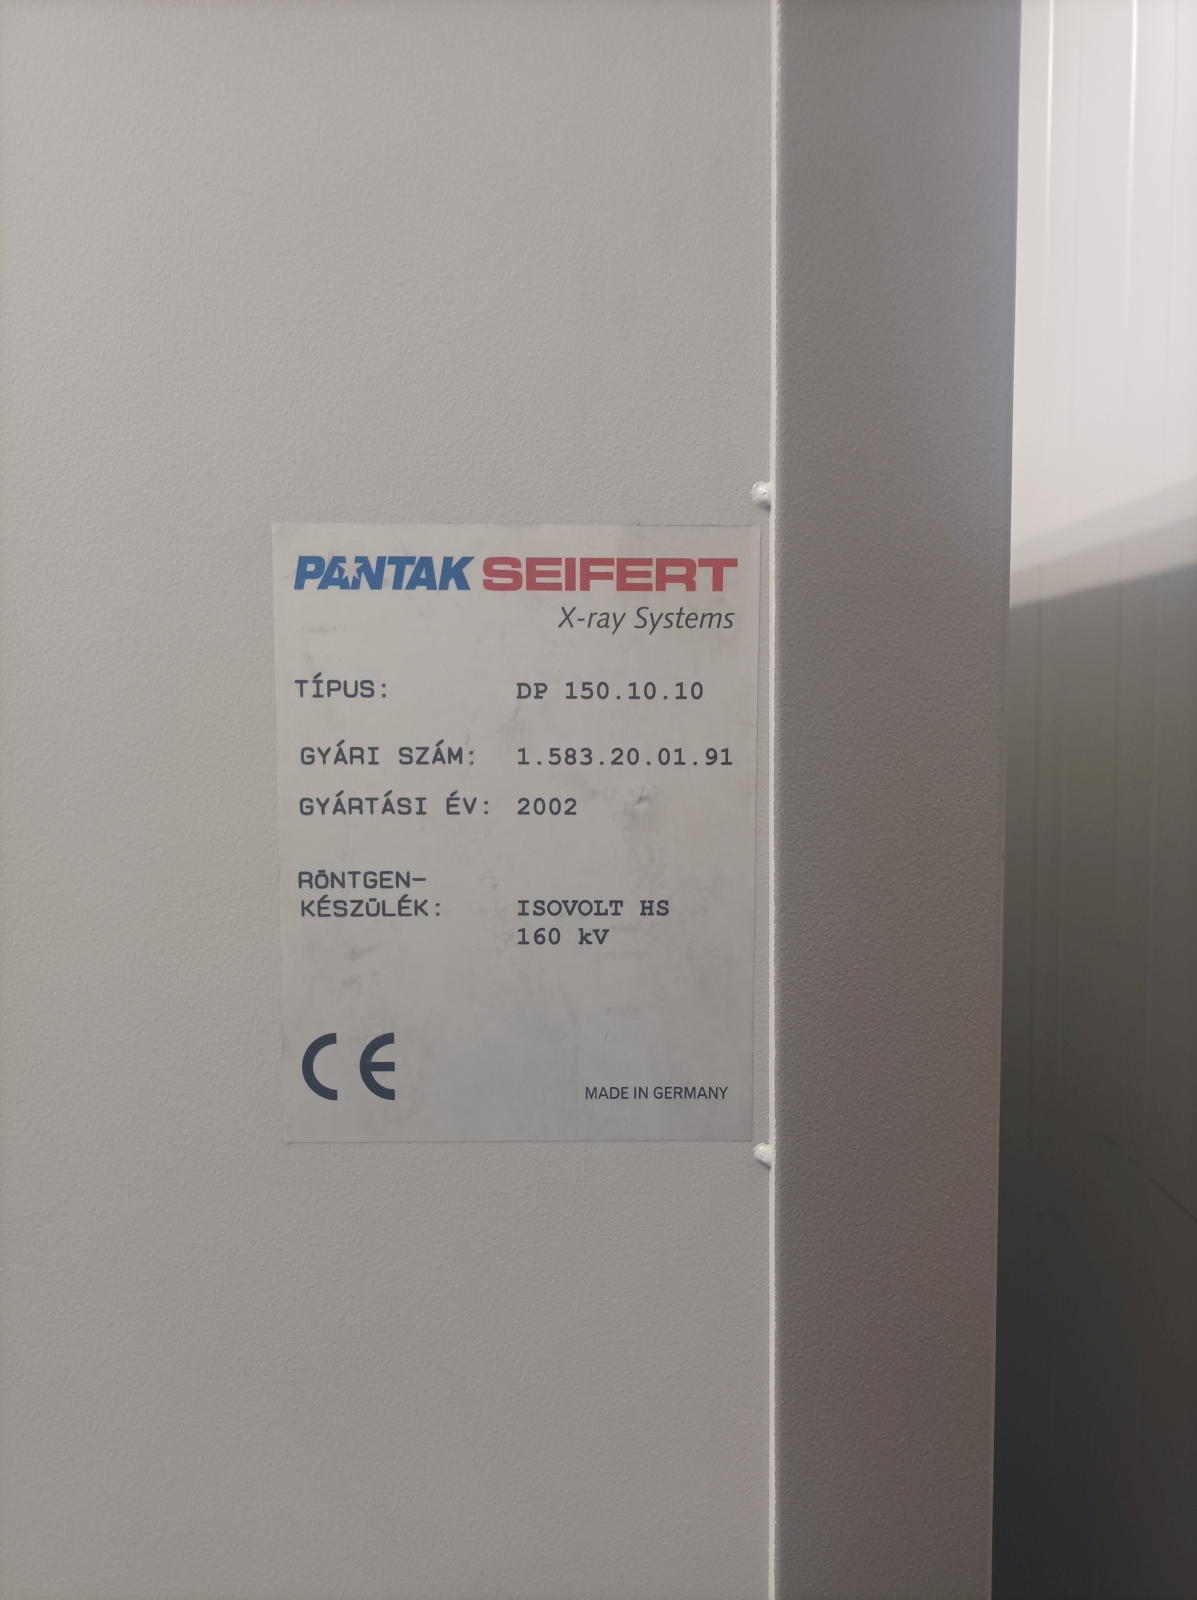 PANTAK SEIFERT
X-ray Systems
TÍPUS: DP 150.10.10
GYÁRI SZÁM: 1.583.20.01.91
GYÁRTÁSI ÉV: 2002
RÖNTGEN-
KÉSZÜLÉK: ISOVOLT HS
160 kV
CE
MADE IN GERMANY